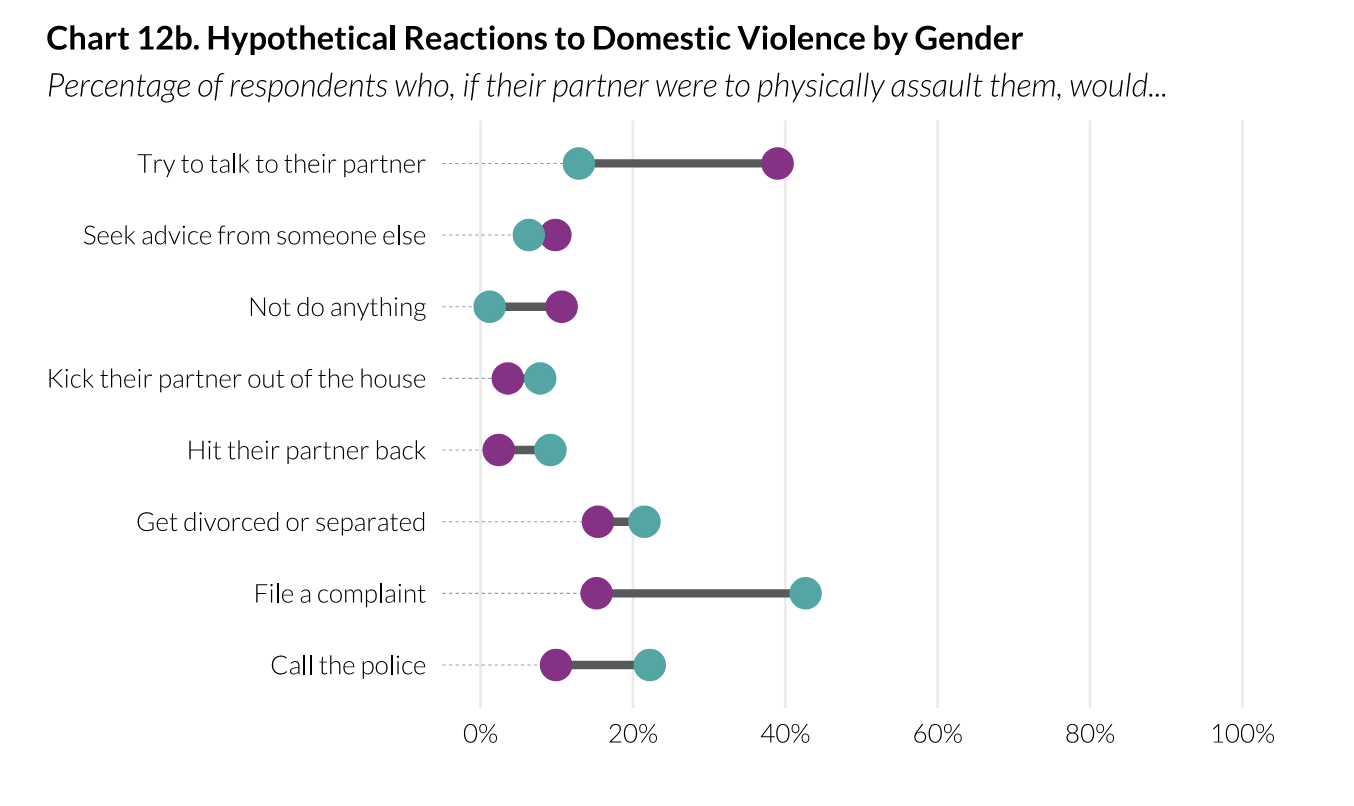 Chart 12b. Hypothetical Reactions to Domestic Violence by Gender
Percentage of respondents who, if their partner were to physically assault them, would...
Try to talk to their partner
Seek advice from someone else
Not do anything
Kick their partner out of the house
Hit their partner back
Get divorced or separated
File a complaint
Call the police
0% 20% 40% 60% 80% 100%